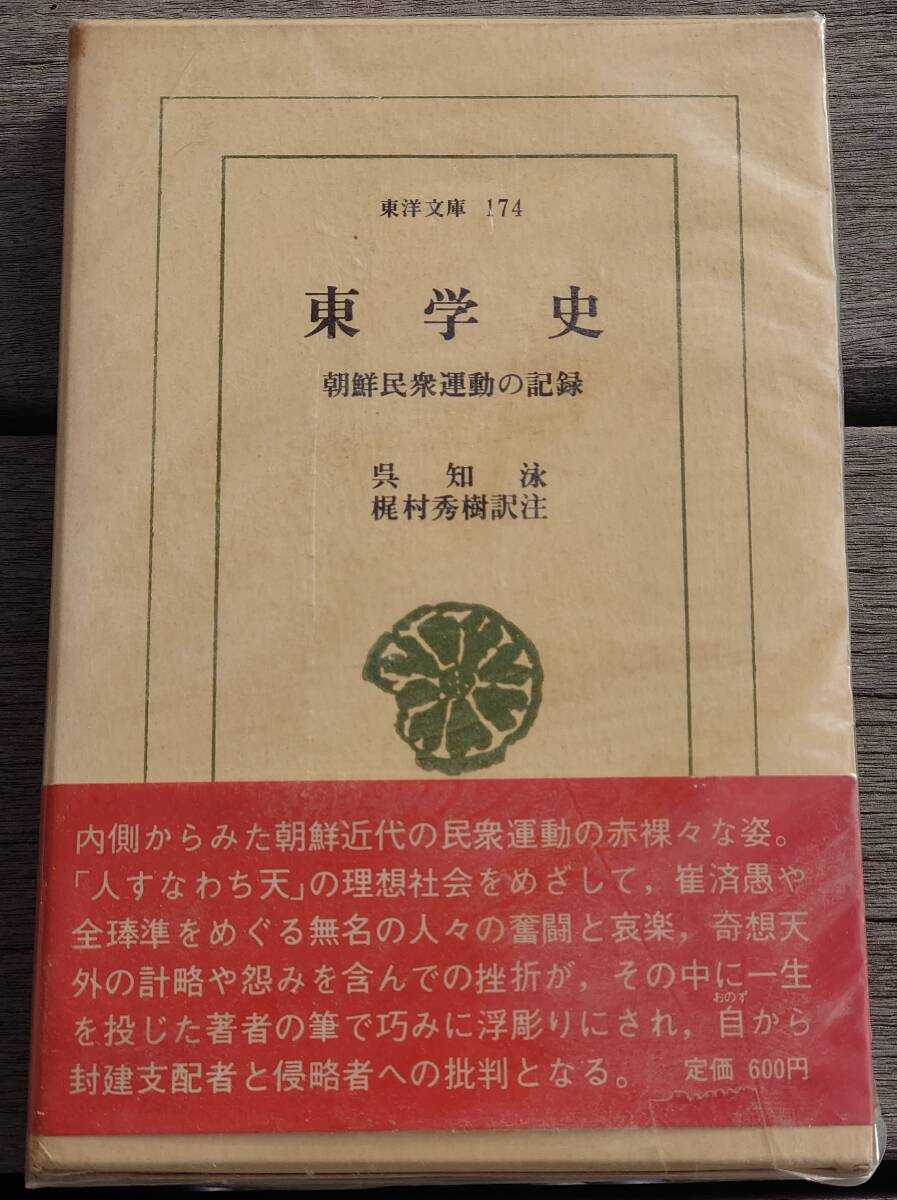 東洋文庫 174
東学史
朝鮮民衆運動の記録
呉知泳
梶村秀樹訳注
内側からみた朝鮮近代の民衆運動の赤裸々な姿。
「人すなわち天」の理想社会をめざして，崔済愚や
全琫準をめぐる無名の人々の奮闘と哀楽，奇想天
外の計略や怨みを含んでの挫折が，その中に一生
おのず
を投じた著者の筆で巧みに浮彫りにされ，自から
封建支配者と侵略者への批判となる。 定価 600円